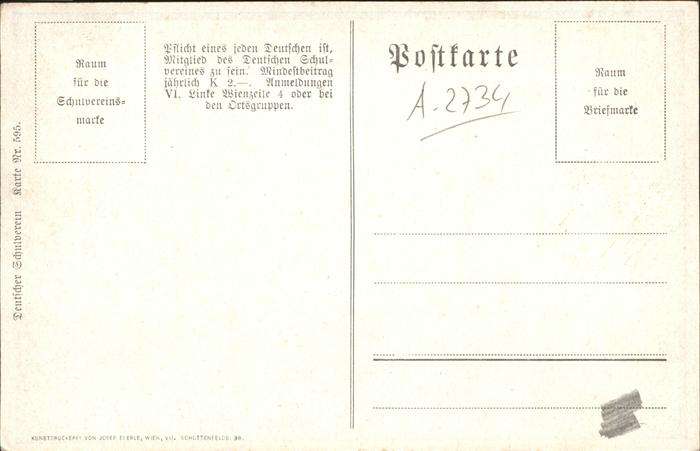 Raum
für die
Schulvereins-
marke
Pflicht eines jeden Deutschen ist,
Mitglied des Deutschen Schul-
vereines zu sein. Mindestbeitrag
jährlich K 2.—. Anmeldungen
VI. Linke Wienzeile 4 oder bei
den Ortsgruppen.
Postkarte
A-2734
Raum
für die
Briefmarke
Deutscher Schulverein Karte Nr. 595.
KUNSTDRUCKEREI VON JOSEF EBERLE, WIEN, VII. SCHOTTENFELDG. 38.